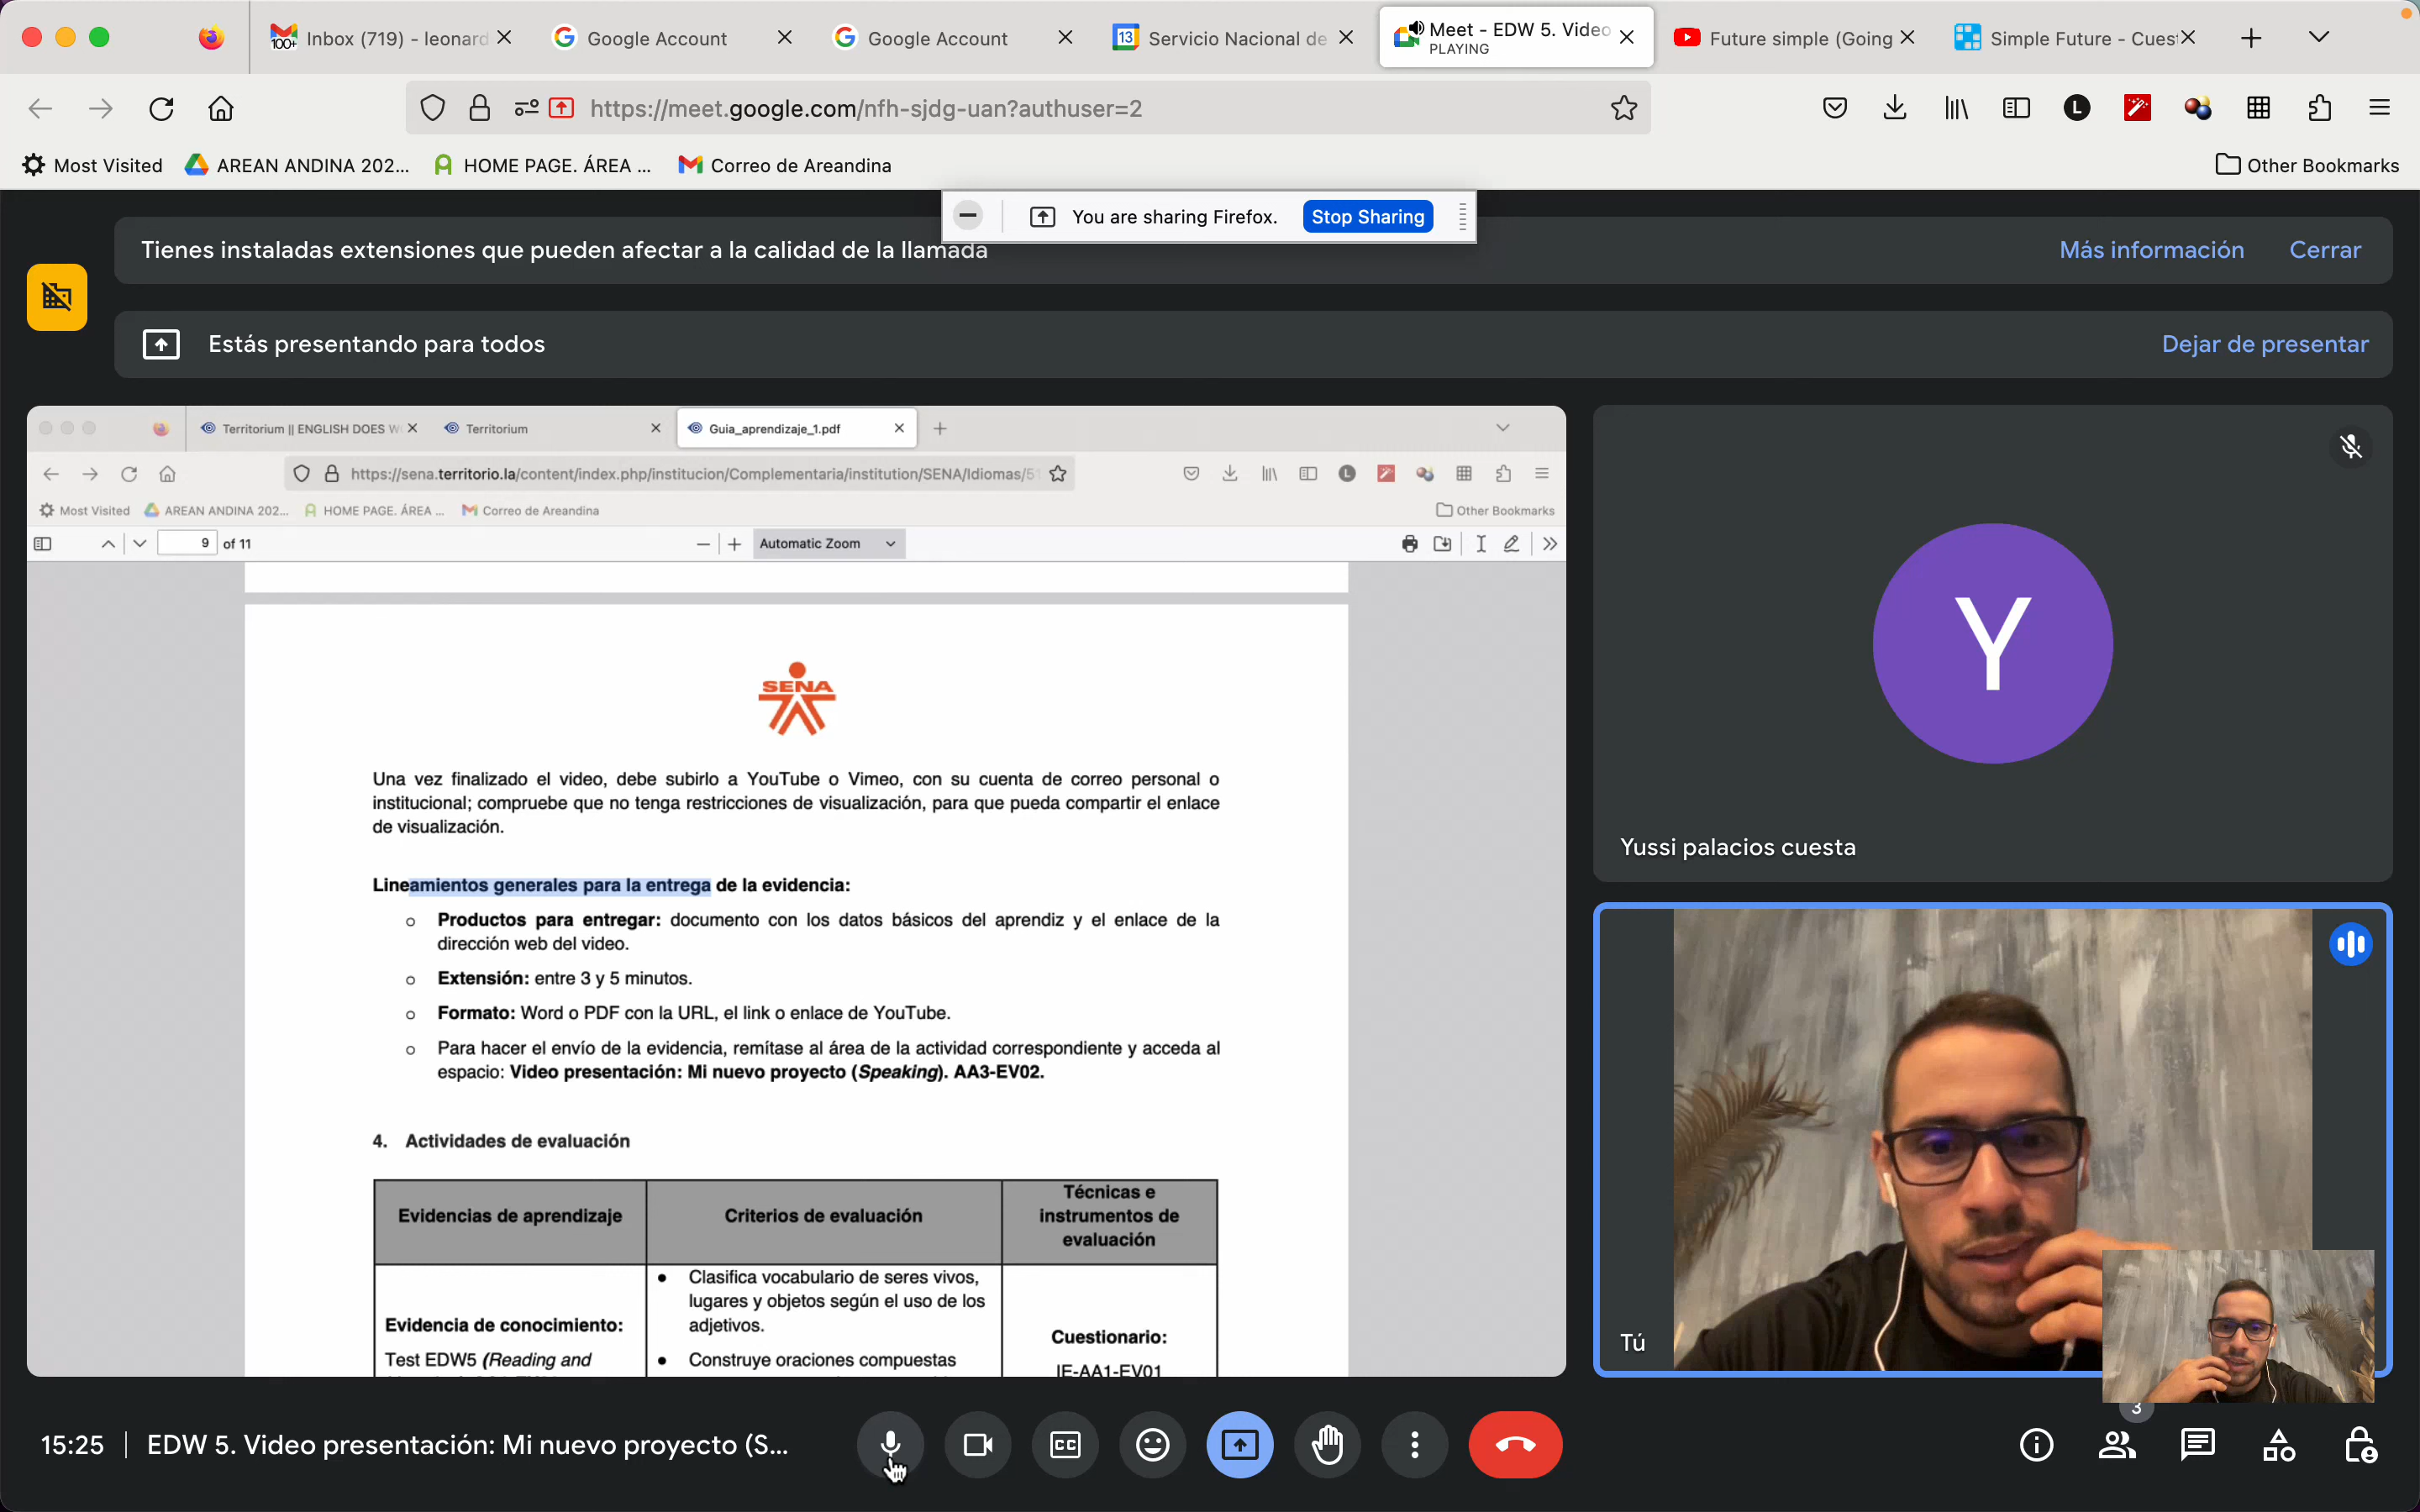 Inbox (719) - leonard
Google Account
Google Account
Servicio Nacional de
Meet - EDW 5. Video
PLAYING
Future simple (Going
Simple Future - Cues
https://meet.google.com/nfh-sjdg-uan?authuser=2
Most Visited
AREAN ANDINA 202...
HOME PAGE. ÁREA ...
Correo de Areandina
Other Bookmarks
You are sharing Firefox.
Stop Sharing
Tienes instaladas extensiones que pueden afectar a la calidad de la llamada
Más información
Cerrar
Estás presentando para todos
Dejar de presentar
Territorium || ENGLISH DOES W
Territorium
Guia_aprendizaje_1.pdf
https://sena.territorio.la/content/index.php/institucion/Complementaria/institution/SENA/Idiomas/51
Most Visited
AREAN ANDINA 202...
HOME PAGE. ÁREA ...
Correo de Areandina
Other Bookmarks
9 of 11
Automatic Zoom
SENA
Una vez finalizado el video, debe subirlo a YouTube o Vimeo, con su cuenta de correo personal o
institucional; compruebe que no tenga restricciones de visualización, para que pueda compartir el enlace
de visualización.
Lineamientos generales para la entrega de la evidencia:
Productos para entregar: documento con los datos básicos del aprendiz y el enlace de la
dirección web del video.
Extensión: entre 3 y 5 minutos.
Formato: Word o PDF con la URL, el link o enlace de YouTube.
Para hacer el envío de la evidencia, remítase al área de la actividad correspondiente y acceda al
espacio: Video presentación: Mi nuevo proyecto (Speaking). AA3-EV02.
4. Actividades de evaluación
Evidencias de aprendizaje
Criterios de evaluación
Técnicas e
instrumentos de
evaluación
Evidencia de conocimiento:
Test EDW5 (Reading and
Clasifica vocabulario de seres vivos,
lugares y objetos según el uso de los
adjetivos.
Construye oraciones compuestas
Cuestionario:
IE-AA1-EV01
Y
Yussi palacios cuesta
Tú
15:25
EDW 5. Video presentación: Mi nuevo proyecto (S...
3